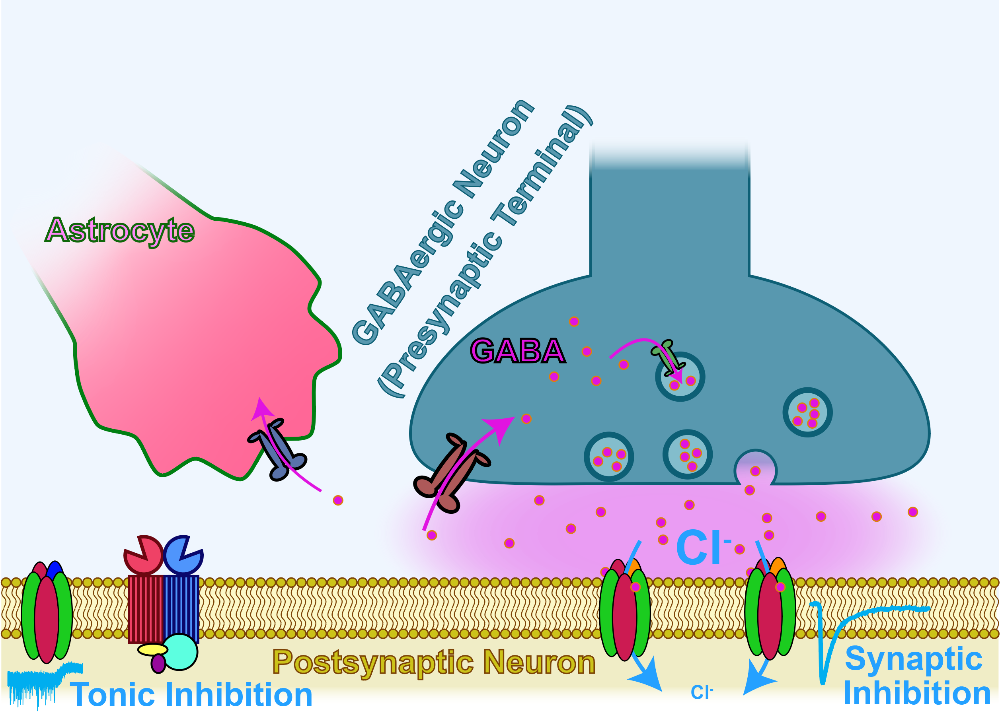 GABAergic Neuron
(Presynaptic Terminal)
Astrocyte
GABA
Cl-
Postsynaptic Neuron
Synaptic
Inhibition
Tonic Inhibition
Cl-